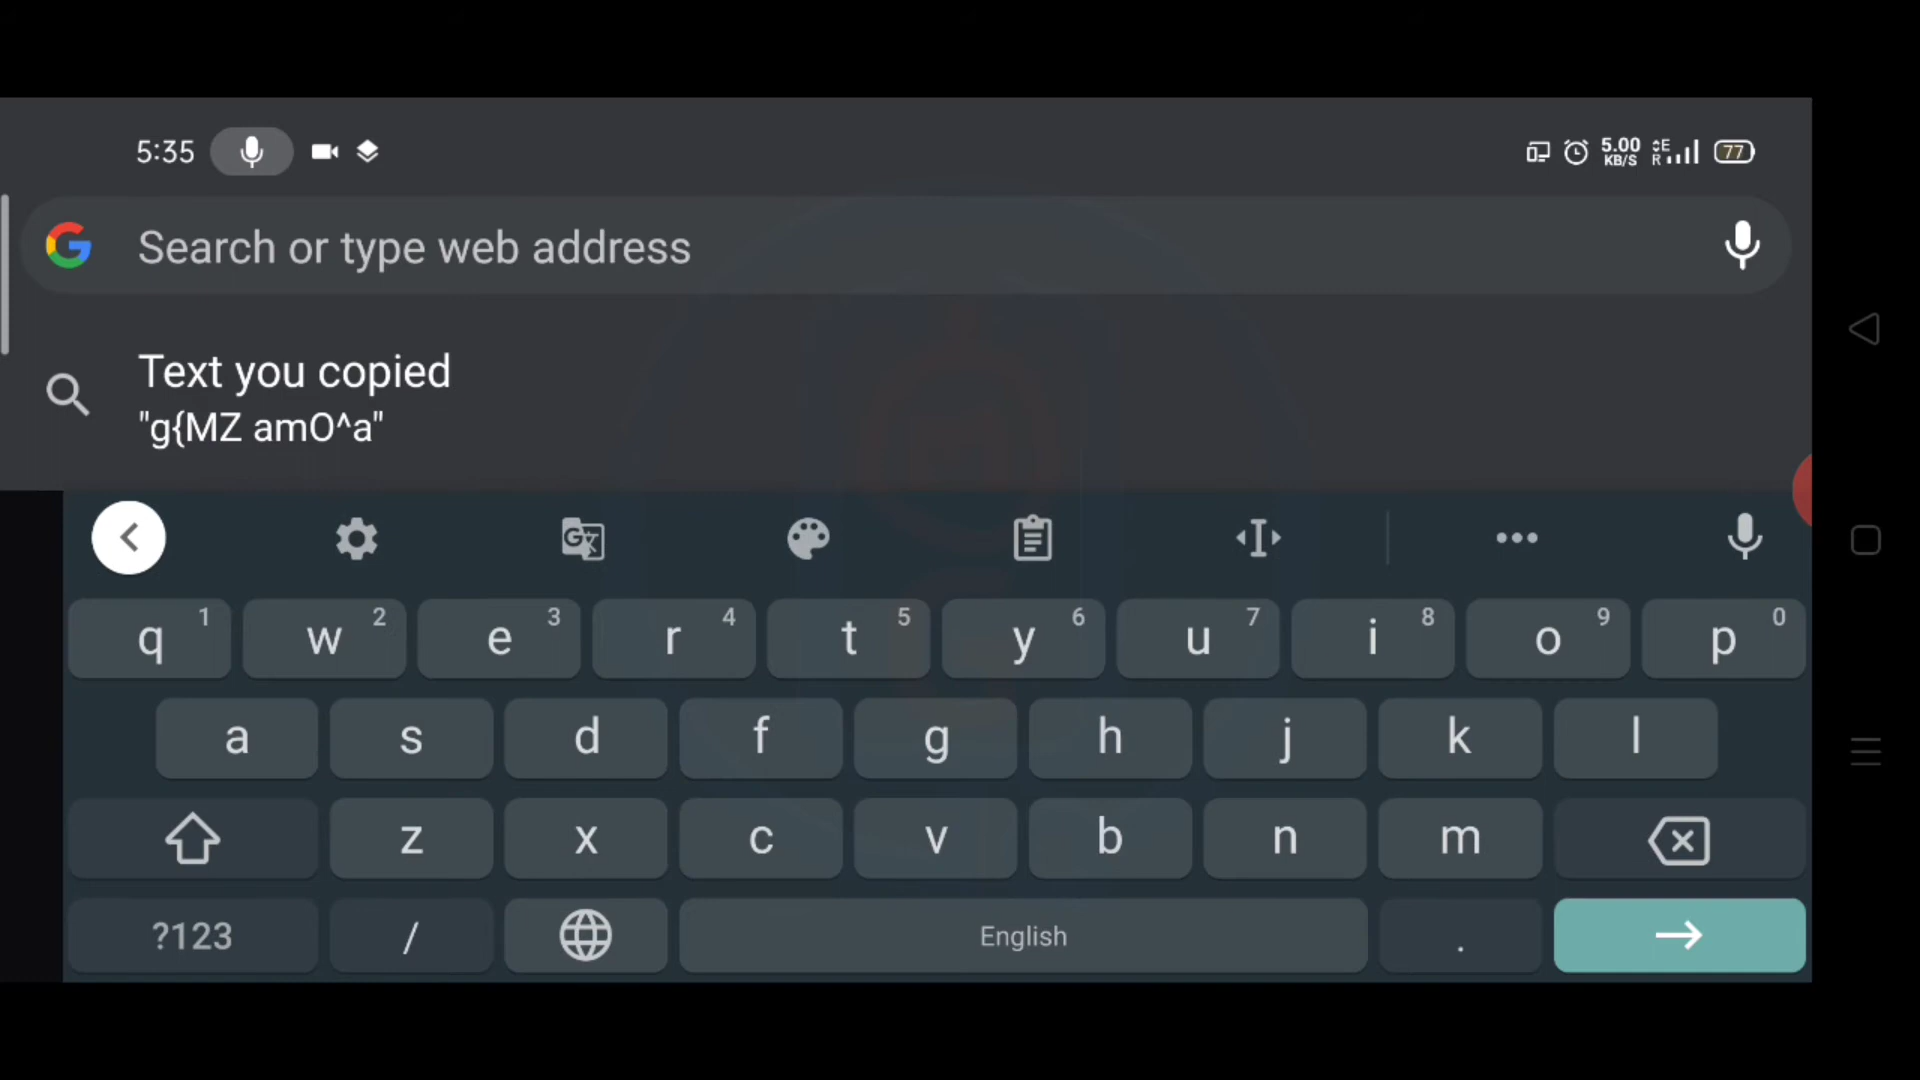 5:35
5.00
KB/S
E
R
77
Search or type web address
Text you copied
"g{MZ amO^a"
q 1 w 2 e 3 r 4 t 5 y 6 u 7 i 8 o 9 p 0
a s d f g h j k l
z x c v b n m
?123 / English .